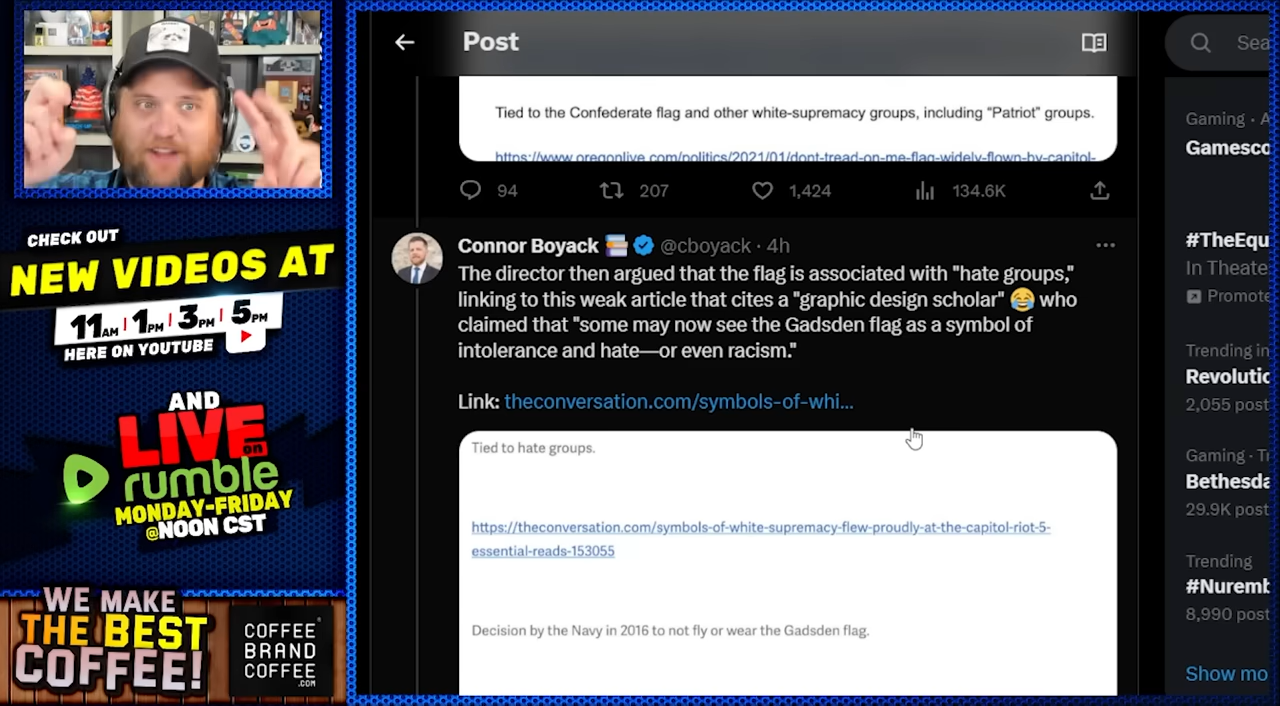 CHECK OUT
NEW VIDEOS AT
11AM | 1PM | 3PM | 5PM
HERE ON YOUTUBE
AND
LIVE on
rumble
MONDAY-FRIDAY
@NOON CST
WE MAKE
THE BEST
COFFEE!
COFFEE
BRAND
COFFEE
.COM
Post
Tied to the Confederate flag and other white-supremacy groups, including "Patriot" groups.
https://www.oregonlive.com/politics/2021/01/dont-tread-on-me-flag-widely-flown-by-capitol-
94 207 1,424 134.6K
Connor Boyack @cboyack · 4h
The director then argued that the flag is associated with "hate groups,"
linking to this weak article that cites a "graphic design scholar" 😂 who
claimed that "some may now see the Gadsden flag as a symbol of
intolerance and hate—or even racism."
Link: theconversation.com/symbols-of-whi...
Tied to hate groups.
https://theconversation.com/symbols-of-white-supremacy-flew-proudly-at-the-capitol-riot-5-
essential-reads-153055
Decision by the Navy in 2016 to not fly or wear the Gadsden flag.
Sea
Gaming · A
Gamesco
#TheEqu
In Theate
Promote
Trending in
Revolutio
2,055 post
Gaming · Tr
Bethesda
29.9K post
Trending
#Nuremb
8,990 post
Show mo